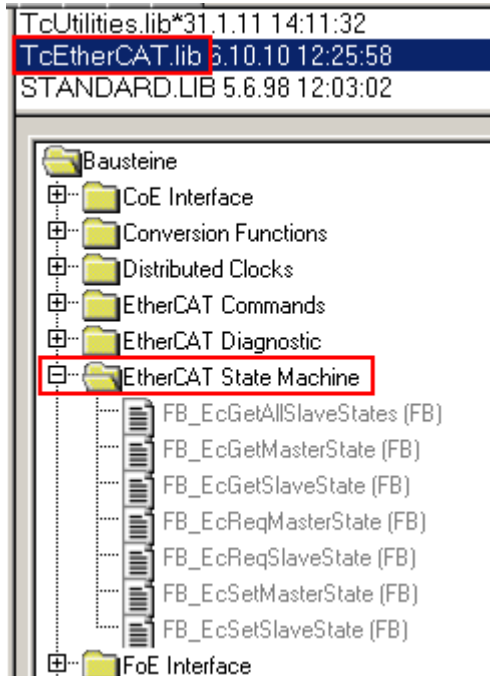 TcUtilities.lib*31.1.11 14:11:32
TcEtherCAT.lib 6.10.10 12:25:58
STANDARD.LIB 5.6.98 12:03:02
Bausteine
CoE Interface
Conversion Functions
Distributed Clocks
EtherCAT Commands
EtherCAT Diagnostic
EtherCAT State Machine
FB_EcGetAllSlaveStates (FB)
FB_EcGetMasterState (FB)
FB_EcGetSlaveState (FB)
FB_EcReqMasterState (FB)
FB_EcReqSlaveState (FB)
FB_EcSetMasterState (FB)
FB_EcSetSlaveState (FB)
FoE Interface